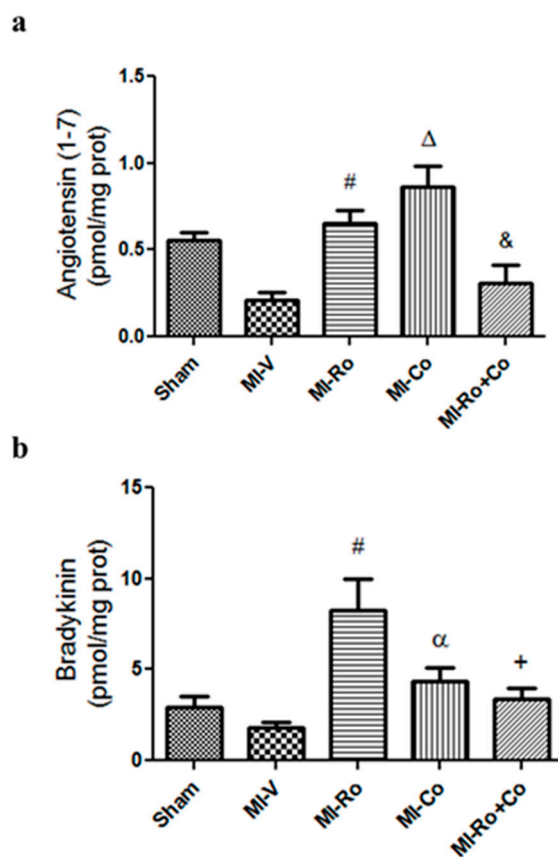 a
Angiotensin (1-7)
(pmol/mg prot)
1.5
1.0
0.5
0.0
#
Δ
&
Sham
MI-V
MI-Ro
MI-Co
MI-Ro+Co
b
Bradykinin
(pmol/mg prot)
15
10
5
0
#
α
+
Sham
MI-V
MI-Ro
MI-Co
MI-Ro+Co